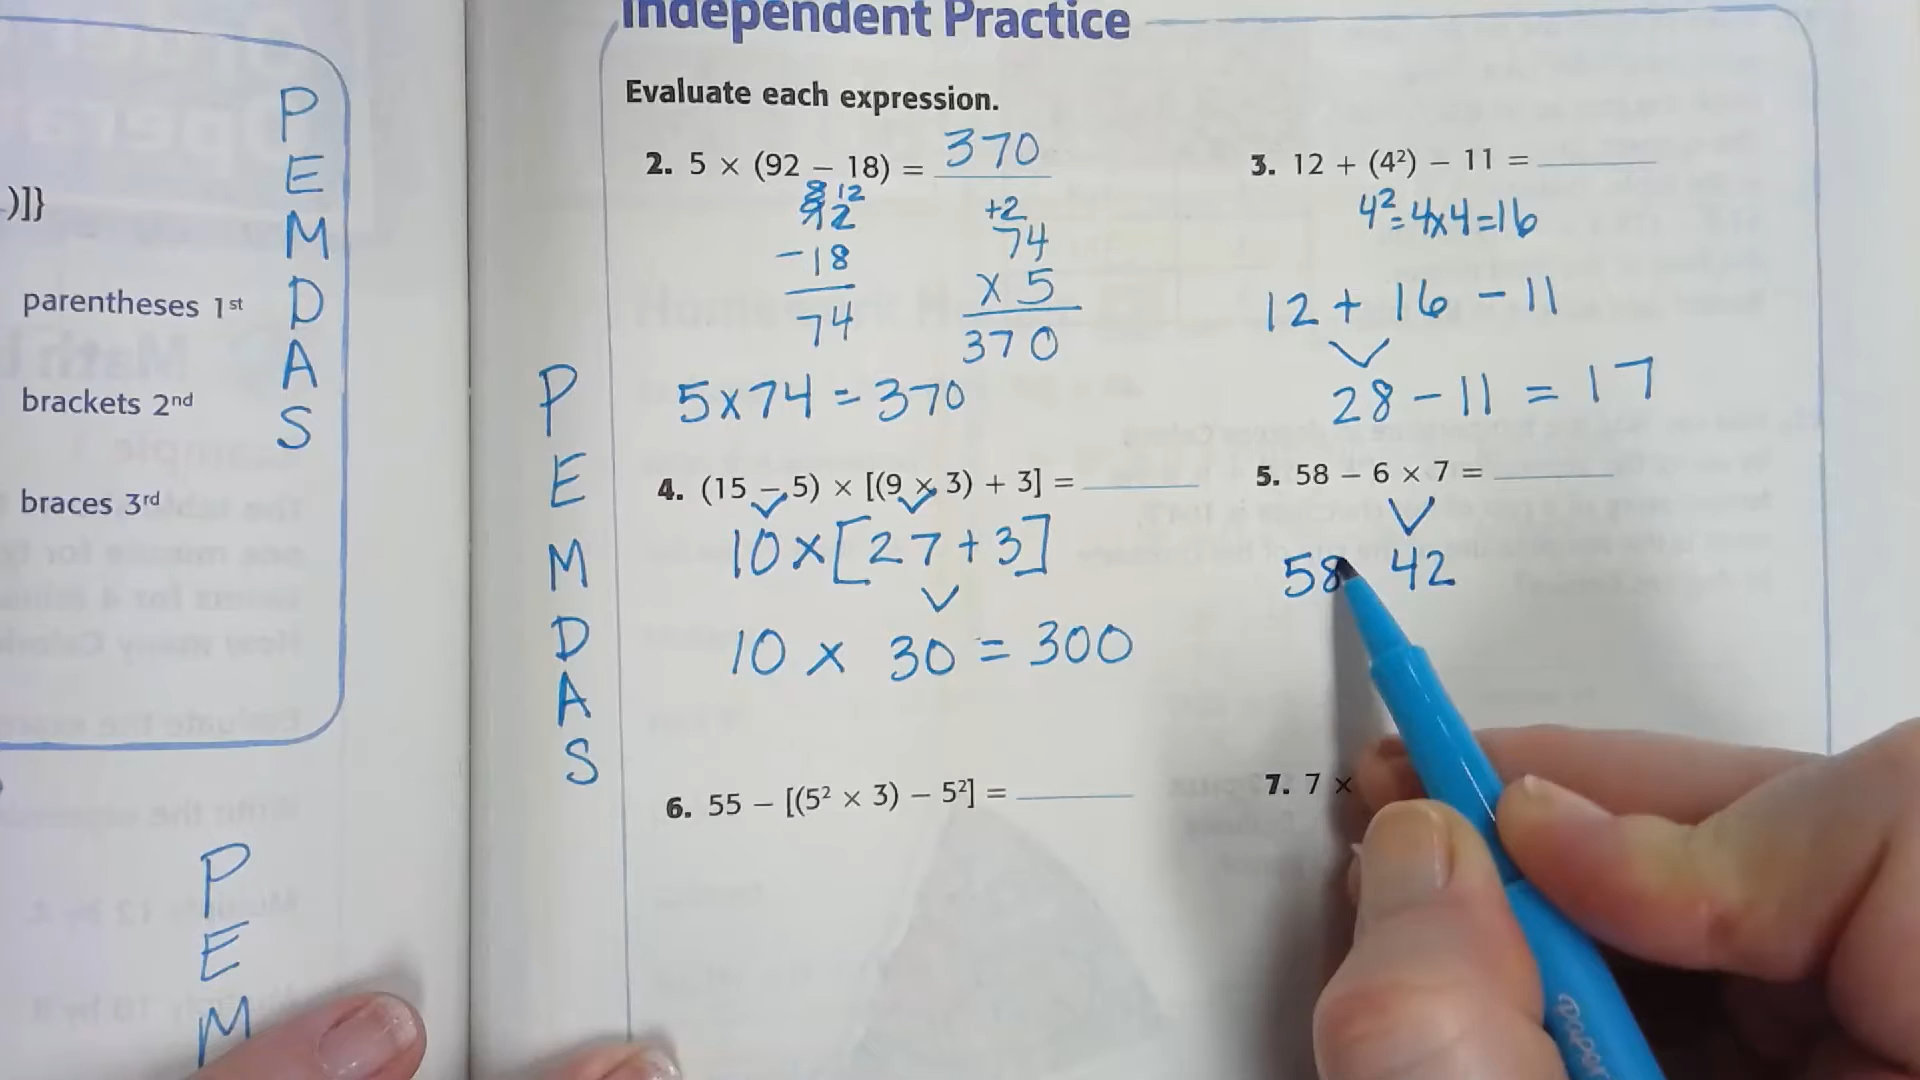 Independent Practice
Evaluate each expression.
2. 5 × (92 − 18) = 370
8 12
92
−18
74
+2
74
× 5
370
5×74 = 370
3. 12 + (4²) − 11 =
4²=4×4=16
12 + 16 − 11
28 − 11 = 17
4. (15 − 5) × [(9 × 3) + 3] =
10×[27+3]
10 × 30 = 300
5. 58 − 6 × 7 =
58 42
6. 55 − [(5² × 3) − 5²] =
7. 7 ×
P
E
M
D
A
S
)]}
parentheses 1st
brackets 2nd
braces 3rd
P
E
M
D
A
S
P
E
M
paper